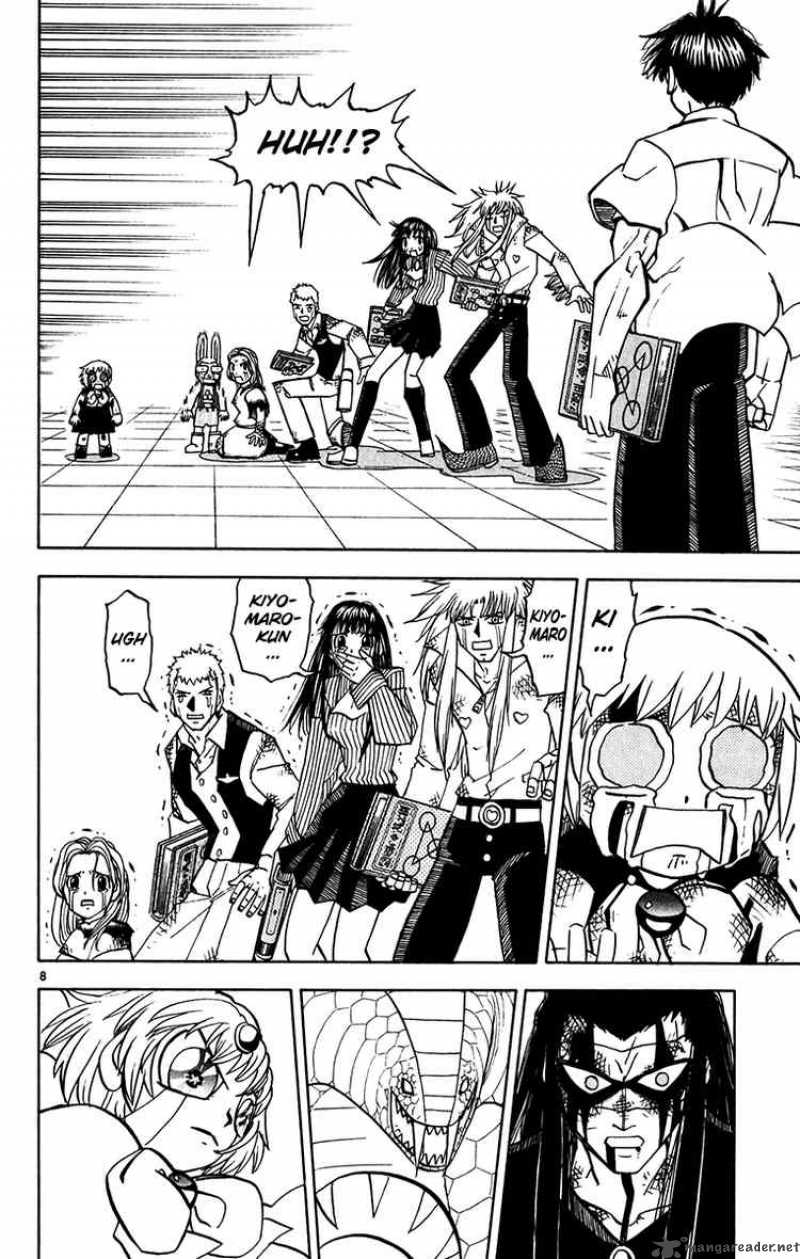 HUH!!?
KI
...
KIYO-
MARO
...
KIYO-
MARO-
KUN
...
UGH
...
8
mangareader.net